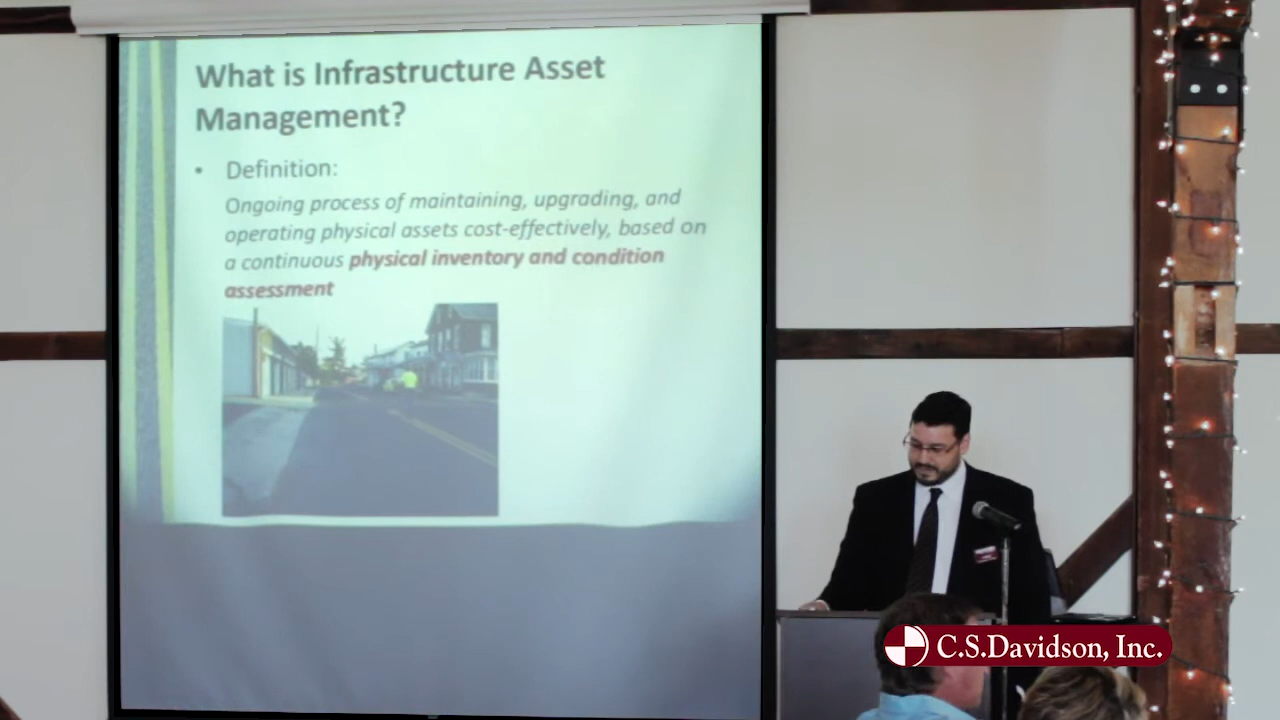 What is Infrastructure Asset
Management?
• Definition:
Ongoing process of maintaining, upgrading, and
operating physical assets cost-effectively, based on
a continuous physical inventory and condition
assessment
C.S.Davidson, Inc.